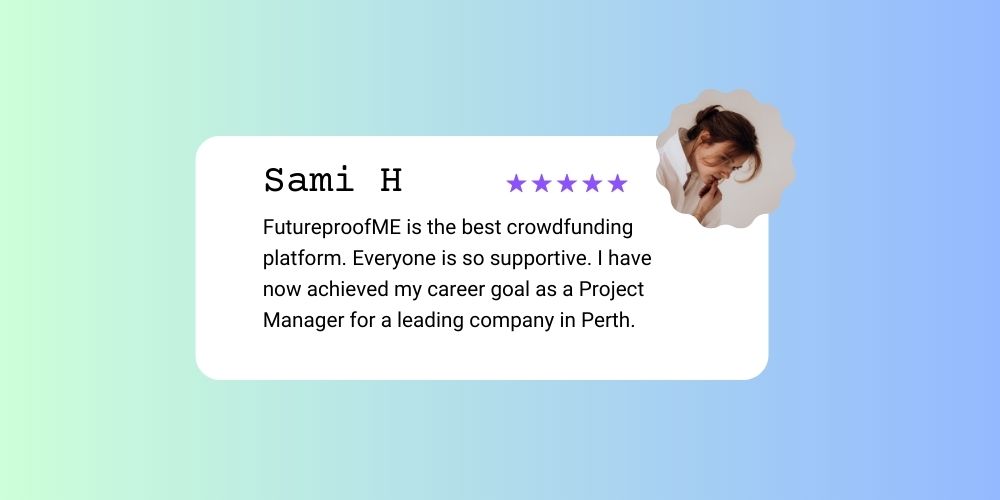 Sami H
FutureproofME is the best crowdfunding
platform. Everyone is so supportive. I have
now achieved my career goal as a Project
Manager for a leading company in Perth.